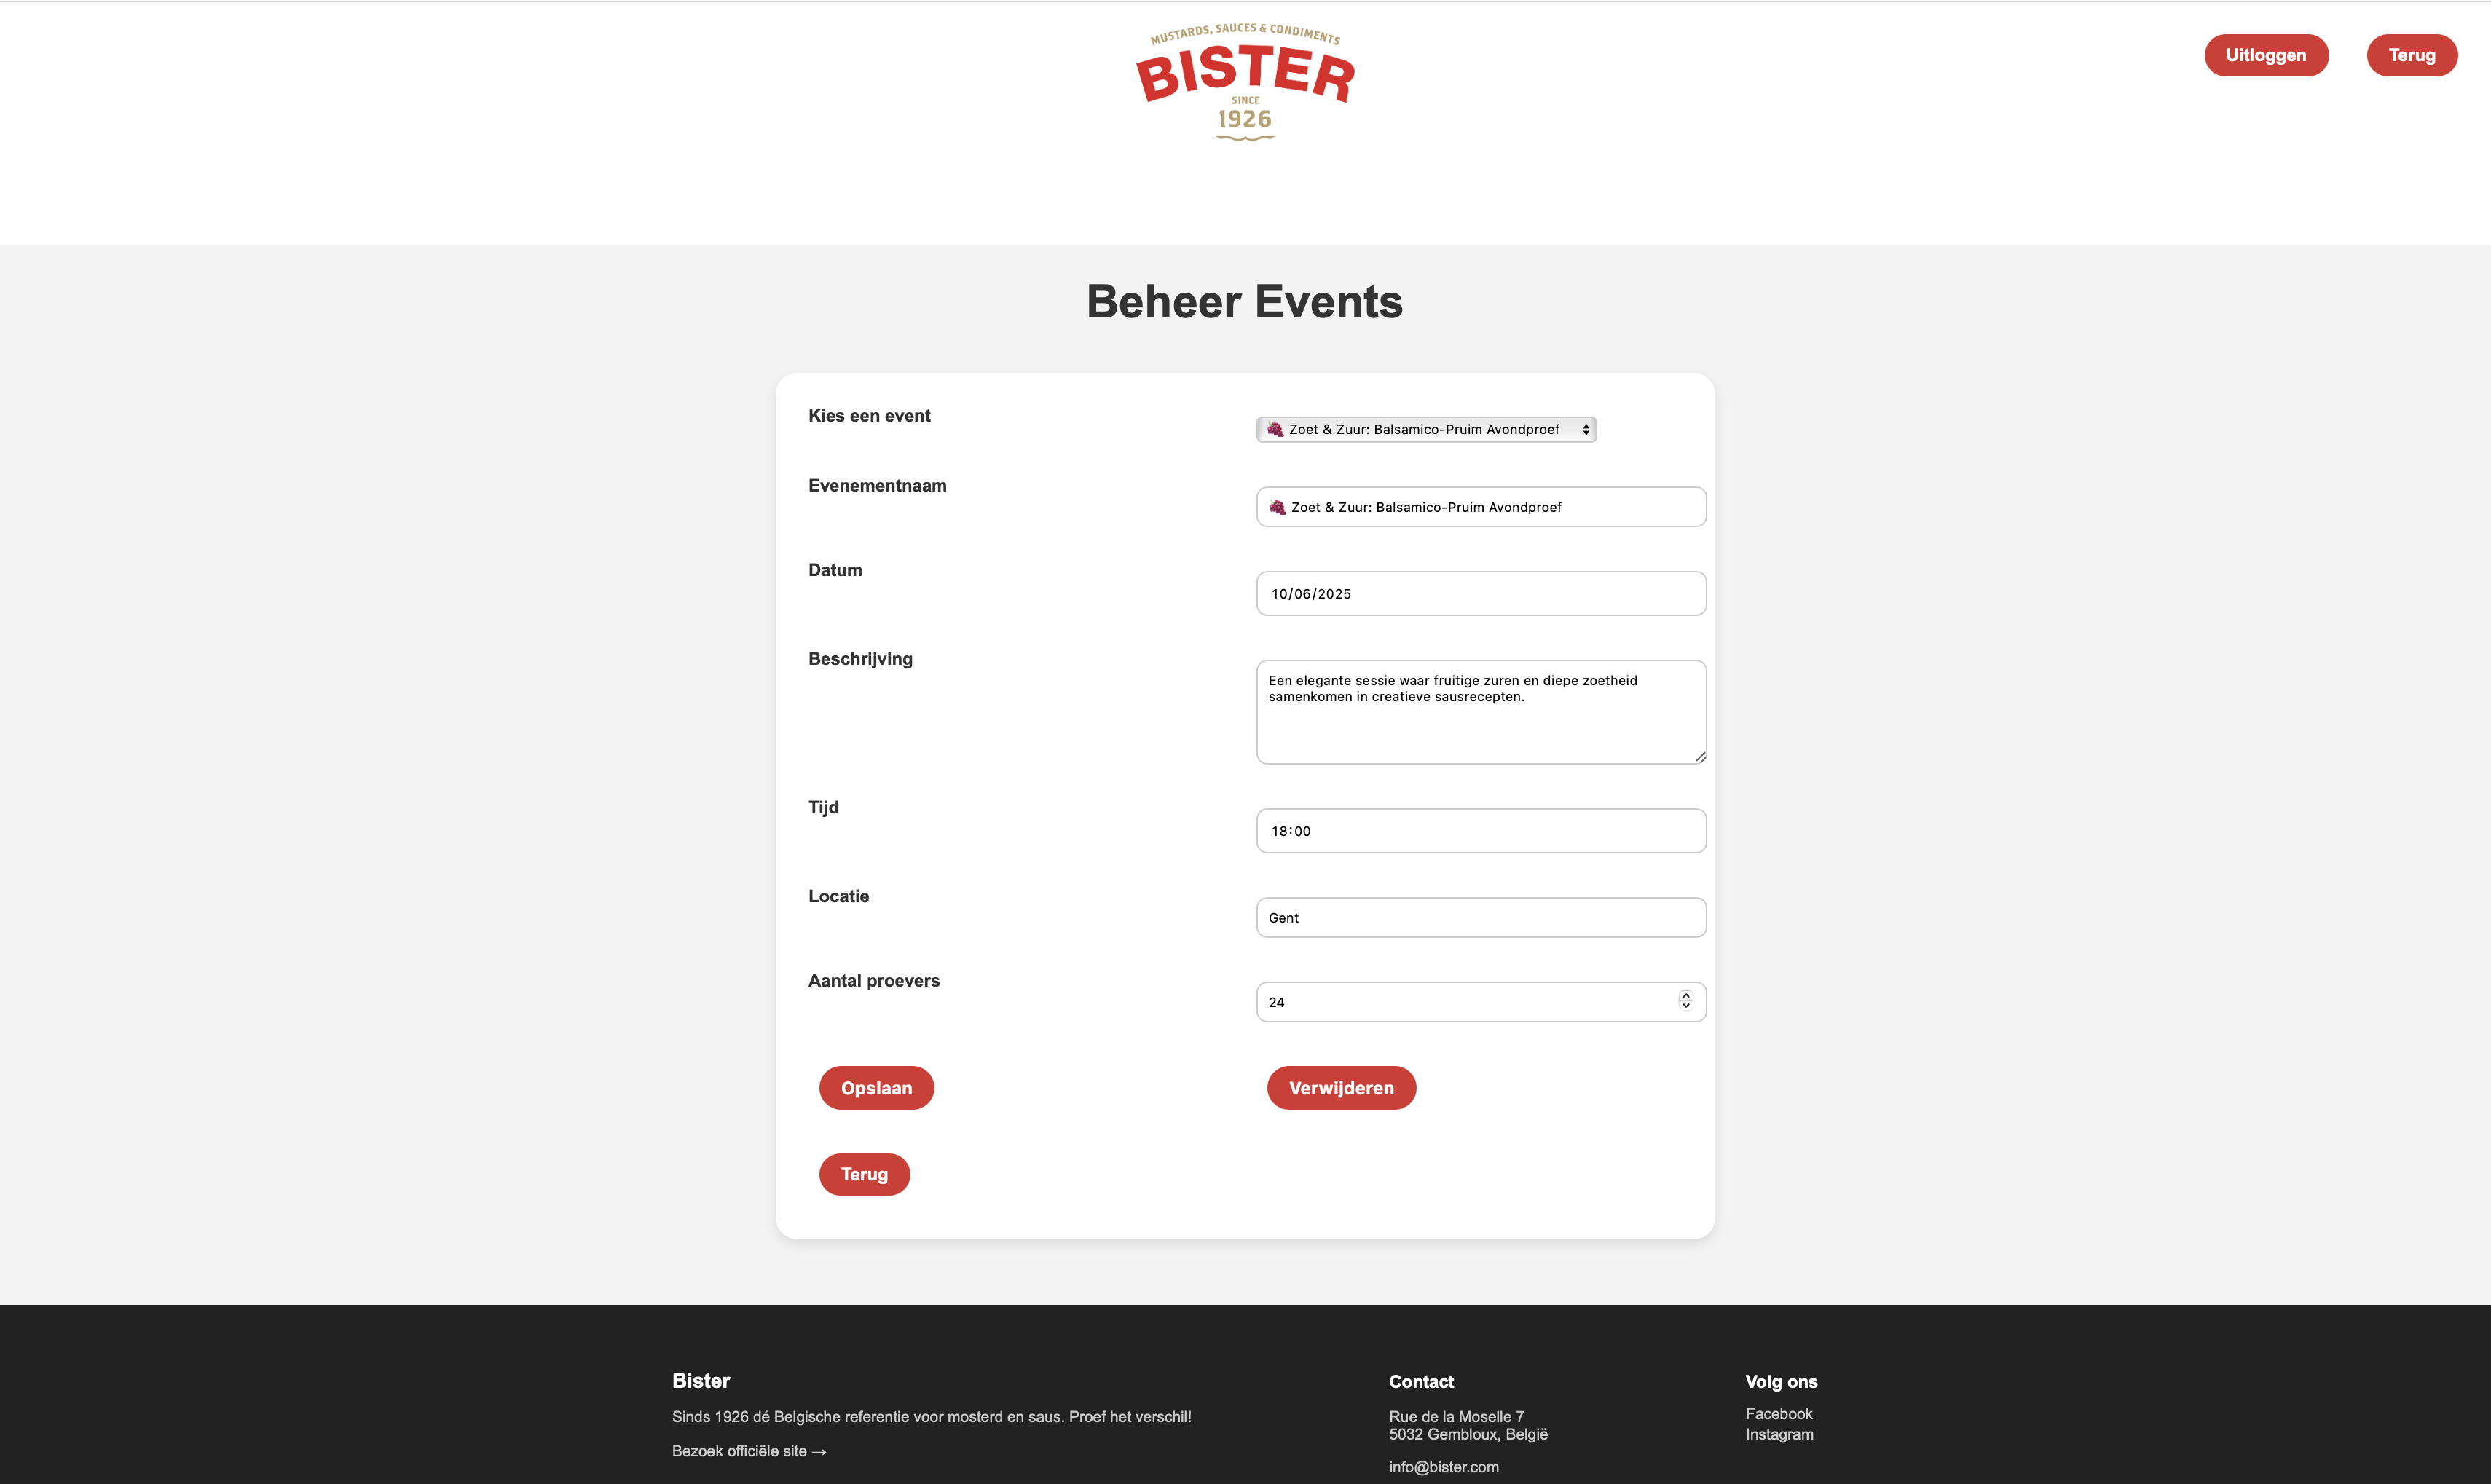 MUSTARDS, SAUCES & CONDIMENTS
BISTER
SINCE
1926
Uitloggen
Terug
Beheer Events
Kies een event
🍇 Zoet & Zuur: Balsamico-Pruim Avondproef
Evenementnaam
🍇 Zoet & Zuur: Balsamico-Pruim Avondproef
Datum
10/06/2025
Beschrijving
Een elegante sessie waar fruitige zuren en diepe zoetheid
samenkomen in creatieve sausrecepten.
Tijd
18:00
Locatie
Gent
Aantal proevers
24
Opslaan
Verwijderen
Terug
Bister
Sinds 1926 dé Belgische referentie voor mosterd en saus. Proef het verschil!
Bezoek officiële site →
Contact
Rue de la Moselle 7
5032 Gembloux, België
info@bister.com
Volg ons
Facebook
Instagram